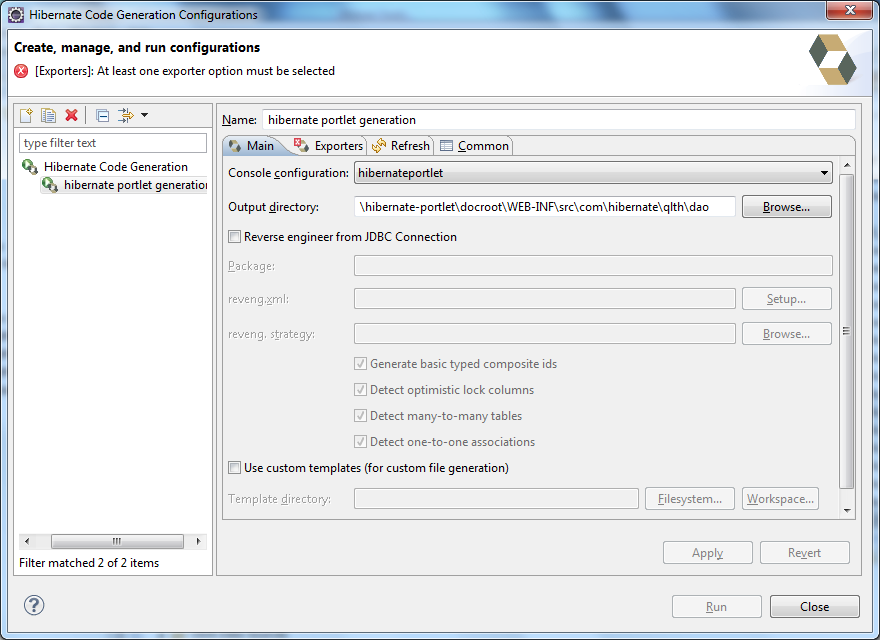 Hibernate Code Generation Configurations
Create, manage, and run configurations
[Exporters]: At least one exporter option must be selected
type filter text
Hibernate Code Generation
hibernate portlet generation
Filter matched 2 of 2 items
Name: hibernate portlet generation
Main Exporters Refresh Common
Console configuration: hibernateportlet
Output directory: \hibernate-portlet\docroot\WEB-INF\src\com\hibernate\qlth\dao Browse...
Reverse engineer from JDBC Connection
Package:
reveng.xml: Setup...
reveng. strategy: Browse...
Generate basic typed composite ids
Detect optimistic lock columns
Detect many-to-many tables
Detect one-to-one associations
Use custom templates (for custom file generation)
Template directory: Filesystem... Workspace...
Apply Revert
Run Close